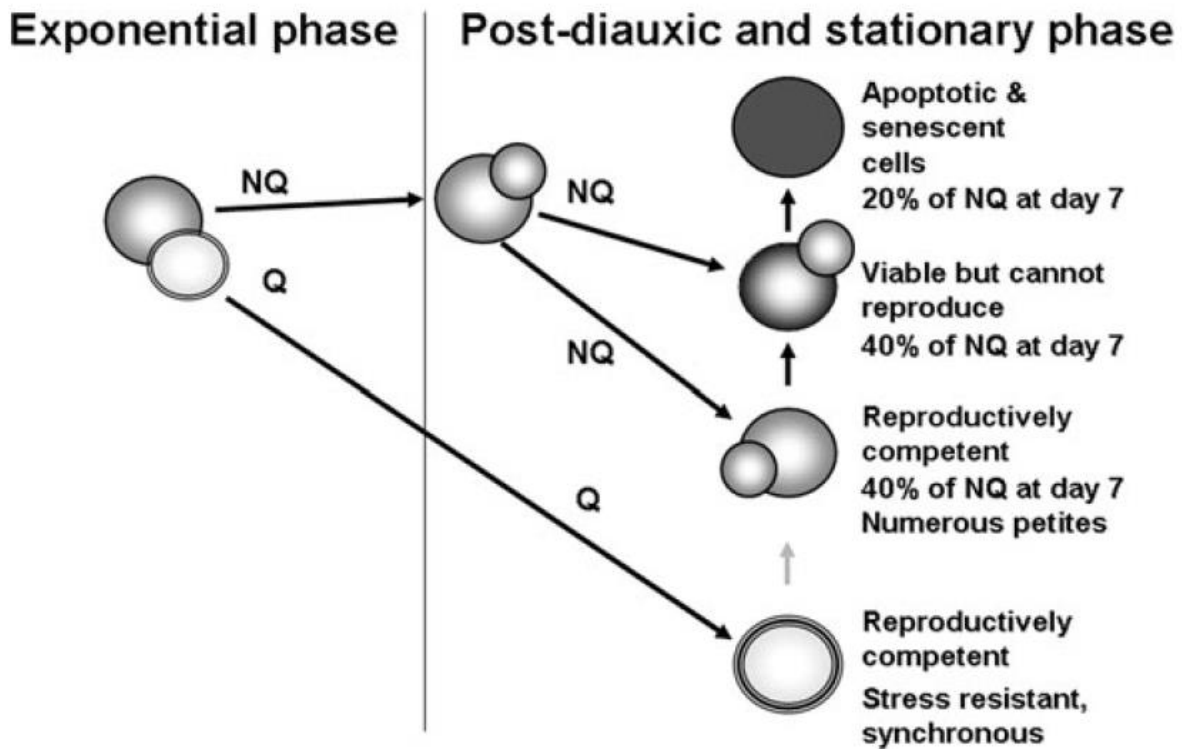 Exponential phase
Post-diauxic and stationary phase
NQ
Q
NQ
NQ
Q
Apoptotic &
senescent
cells
20% of NQ at day 7
Viable but cannot
reproduce
40% of NQ at day 7
Reproductively
competent
40% of NQ at day 7
Numerous petites
Reproductively
competent
Stress resistant,
synchronous